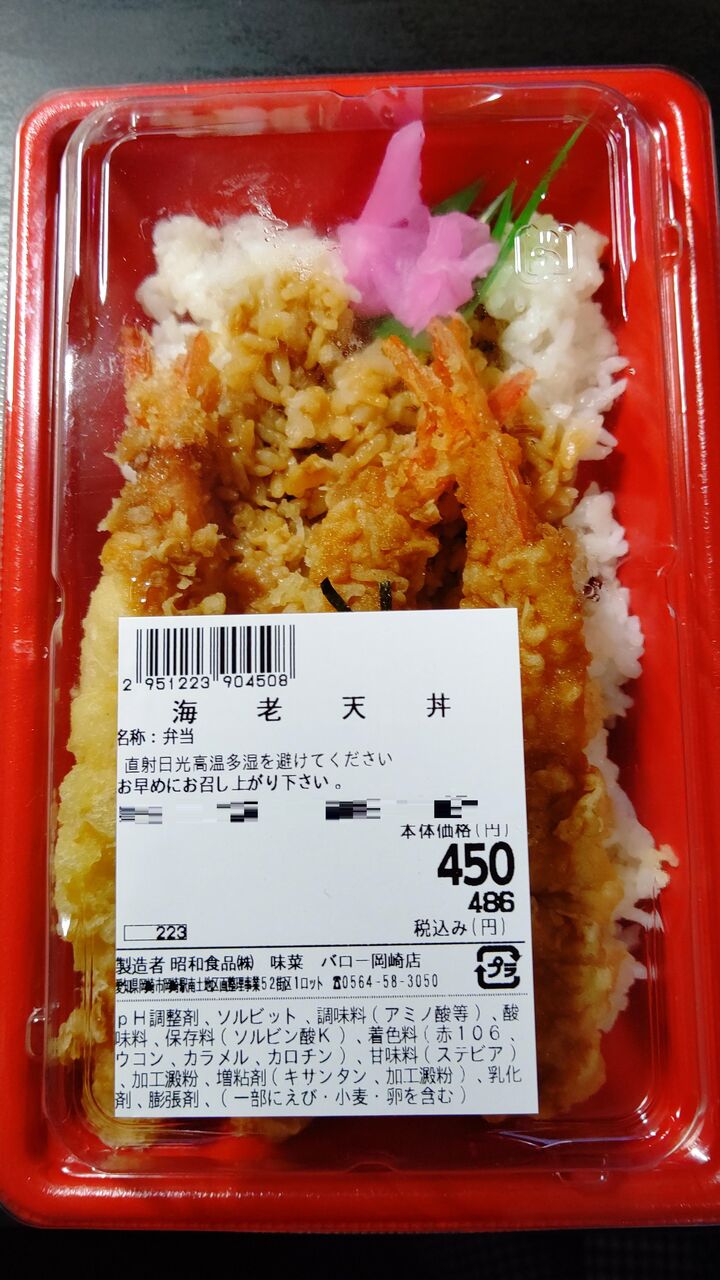 2 951223 904508
海老天丼
名称：弁当
直射日光高温多湿を避けてください
お早めにお召し上がり下さい。
本体価格(円)
450
486
税込み(円)
223
製造者 昭和食品㈱ 味菜 バロー岡崎店
52街区1ロット ☎0564-58-3050
プラ
pH調整剤、ソルビット、調味料(アミノ酸等)、酸
味料、保存料(ソルビン酸K)、着色料(赤106、
ウコン、カラメル、カロチン)、甘味料(ステビア)
、加工澱粉、増粘剤(キサンタン、加工澱粉)、乳化
剤、膨張剤、(一部にえび・小麦・卵を含む)